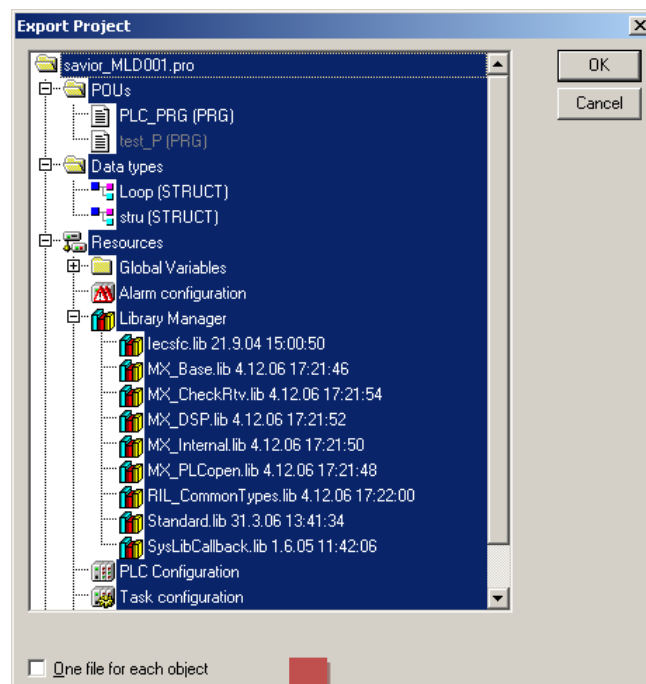 Export Project
savior_MLD001.pro
OK
POUs
Cancel
PLC_PRG (PRG)
test_P (PRG)
Data types
Loop (STRUCT)
stru (STRUCT)
Resources
Global Variables
Alarm configuration
Library Manager
Iecsfc.lib 21.9.04 15:00:50
MX_Base.lib 4.12.06 17:21:46
MX_CheckRtv.lib 4.12.06 17:21:54
MX_DSP.lib 4.12.06 17:21:52
MX_Internal.lib 4.12.06 17:21:50
MX_PLCopen.lib 4.12.06 17:21:48
RIL_CommonTypes.lib 4.12.06 17:22:00
Standard.lib 31.3.06 13:41:34
SysLibCallback.lib 1.6.05 11:42:06
PLC Configuration
Task configuration
One file for each object